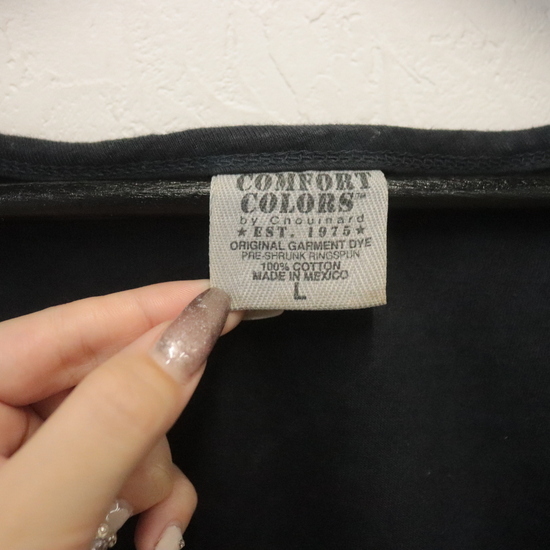 COMFORT
COLORS™
by Chouinard
★ EST. 1975 ★
ORIGINAL GARMENT DYE
PRE-SHRUNK RINGSPUN
100% COTTON
MADE IN MEXICO
L